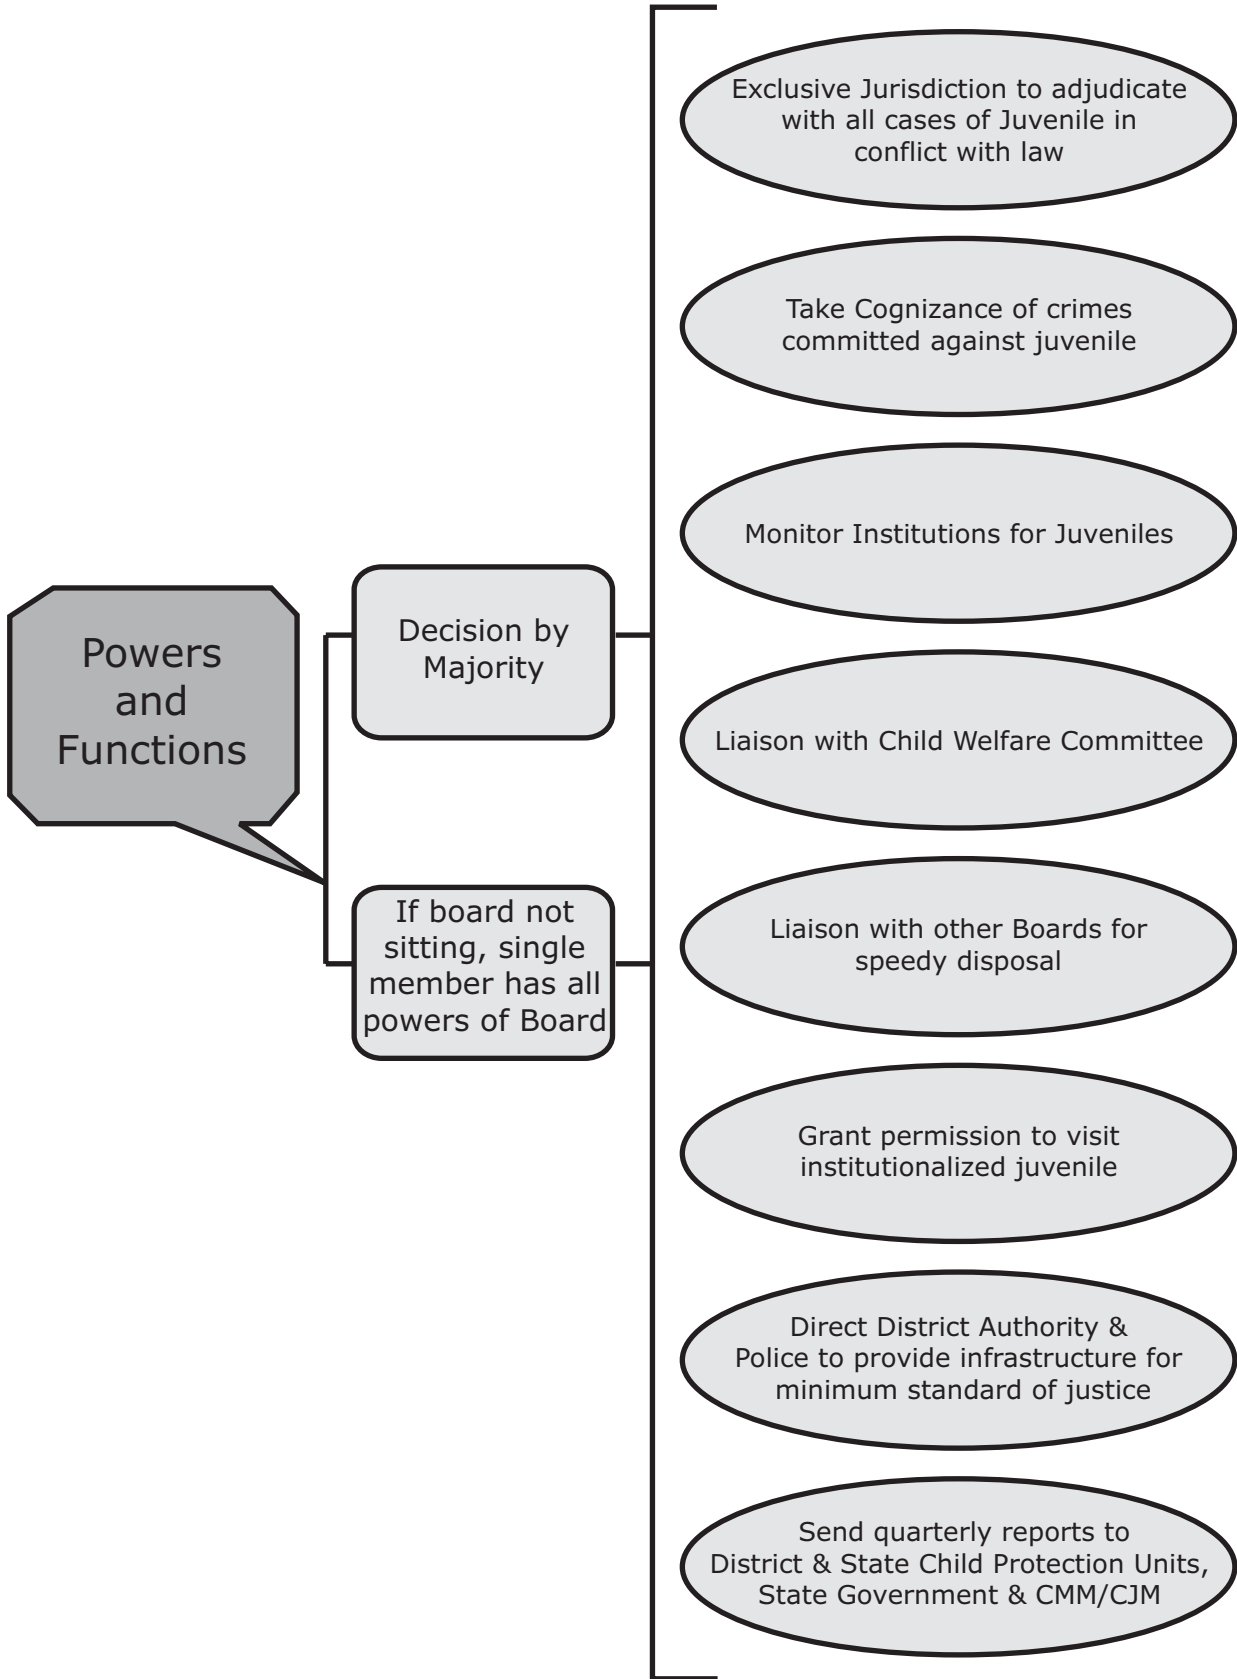 Powers
and
Functions
Decision by
Majority
If board not
sitting, single
member has all
powers of Board
Exclusive Jurisdiction to adjudicate
with all cases of Juvenile in
conflict with law
Take Cognizance of crimes
committed against juvenile
Monitor Institutions for Juveniles
Liaison with Child Welfare Committee
Liaison with other Boards for
speedy disposal
Grant permission to visit
institutionalized juvenile
Direct District Authority &
Police to provide infrastructure for
minimum standard of justice
Send quarterly reports to
District & State Child Protection Units,
State Government & CMM/CJM